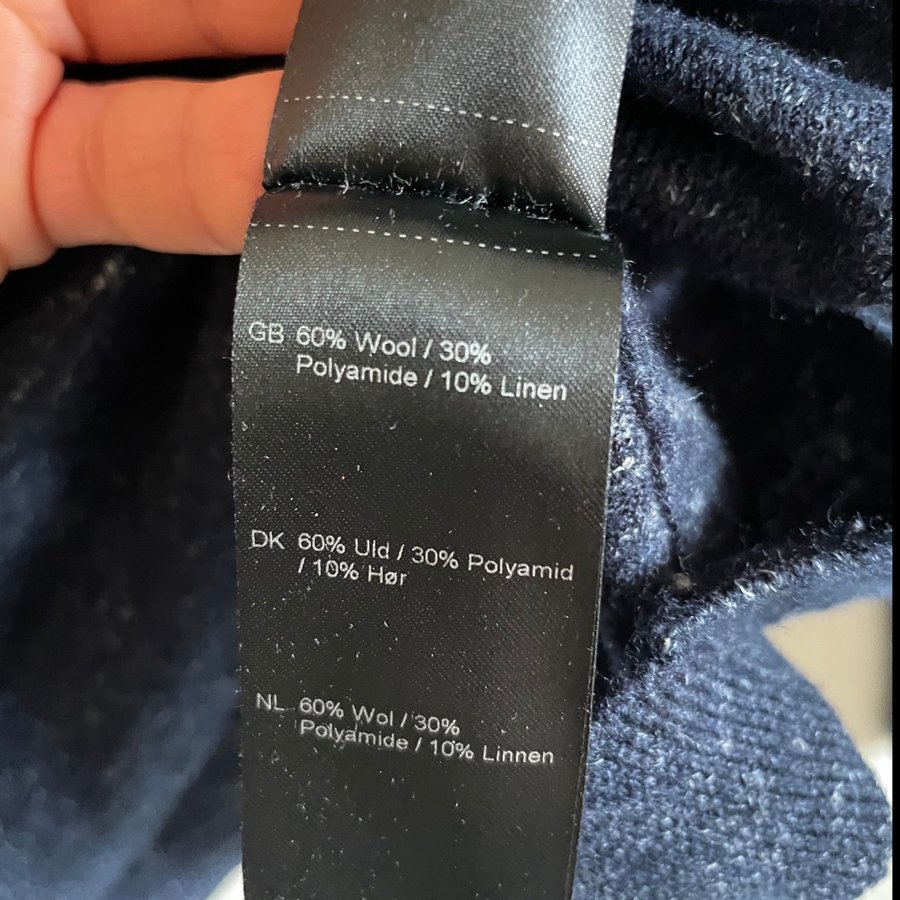 GB 60% Wool / 30%
Polyamide / 10% Linen
DK 60% Uld / 30% Polyamid
/ 10% Hør
NL 60% Wol / 30%
Polyamide / 10% Linnen